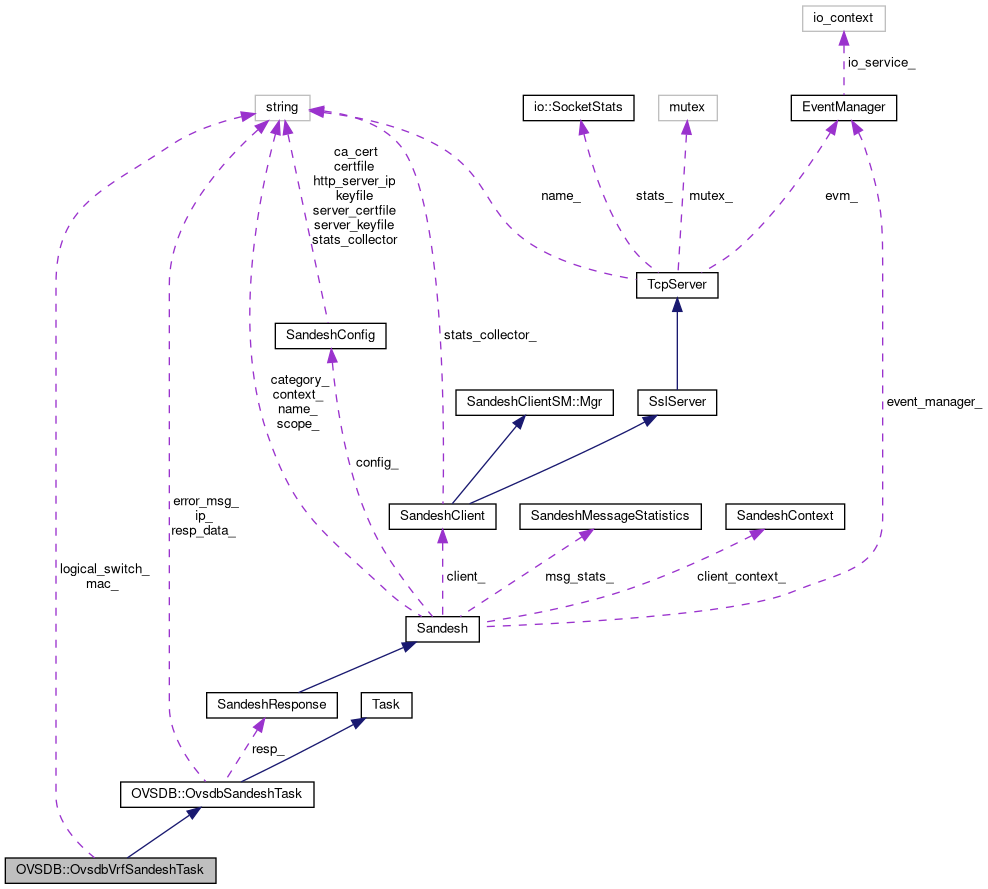 io_context
io_service_
string
io::SocketStats
mutex
EventManager
ca_cert
certfile
http_server_ip
keyfile
server_certfile
server_keyfile
stats_collector
name_
stats_
mutex_
evm_
TcpServer
SandeshConfig
stats_collector_
category_
context_
name_
scope_
SandeshClientSM::Mgr
SslServer
event_manager_
config_
error_msg_
ip_
resp_data_
SandeshClient
SandeshMessageStatistics
SandeshContext
logical_switch_
mac_
client_
msg_stats_
client_context_
Sandesh
SandeshResponse
Task
resp_
OVSDB::OvsdbSandeshTask
OVSDB::OvsdbVrfSandeshTask